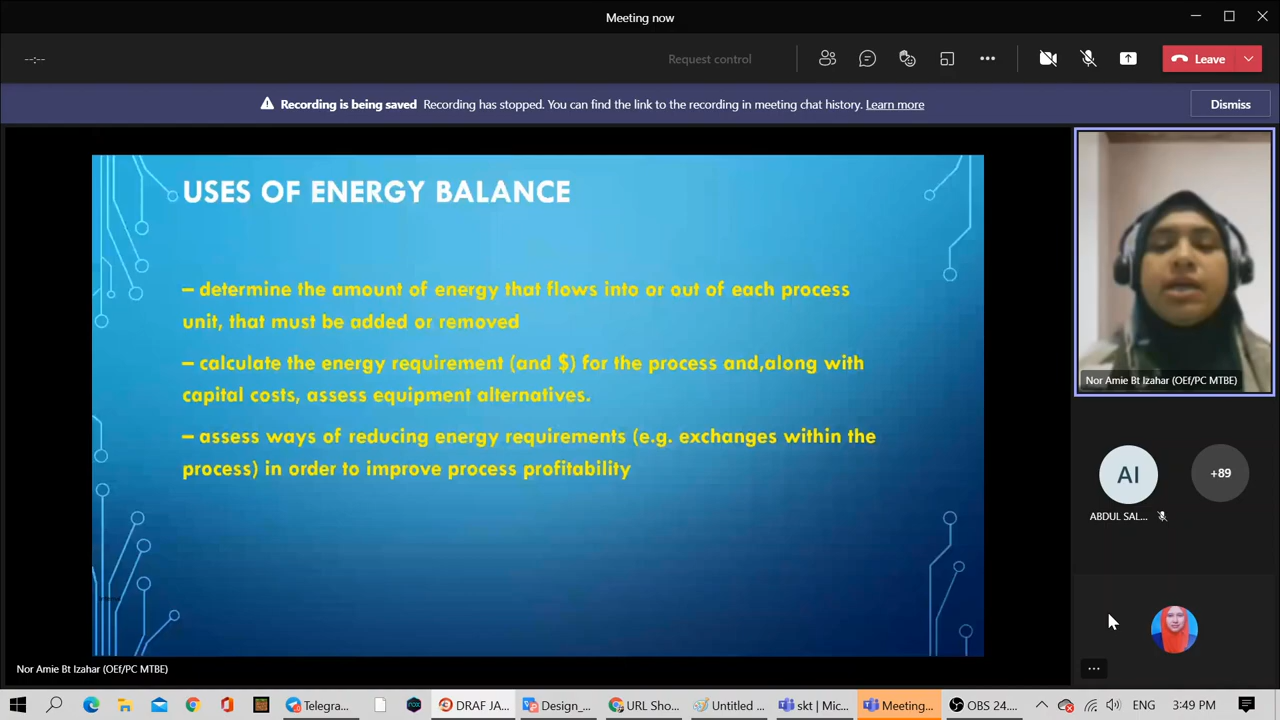 Meeting now
--:--
Request control
Leave
Recording is being saved Recording has stopped. You can find the link to the recording in meeting chat history. Learn more
Dismiss
USES OF ENERGY BALANCE
– determine the amount of energy that flows into or out of each process
unit, that must be added or removed
– calculate the energy requirement (and $) for the process and,along with
capital costs, assess equipment alternatives.
– assess ways of reducing energy requirements (e.g. exchanges within the
process) in order to improve process profitability
Nor Amie Bt Izahar (OEf/PC MTBE)
AI
+89
ABDUL SAL...
Nor Amie Bt Izahar (OEf/PC MTBE)
Telegra...
DRAF JA...
Design_...
URL Sho...
Untitled ...
skt | Mic...
Meeting...
OBS 24....
ENG
3:49 PM